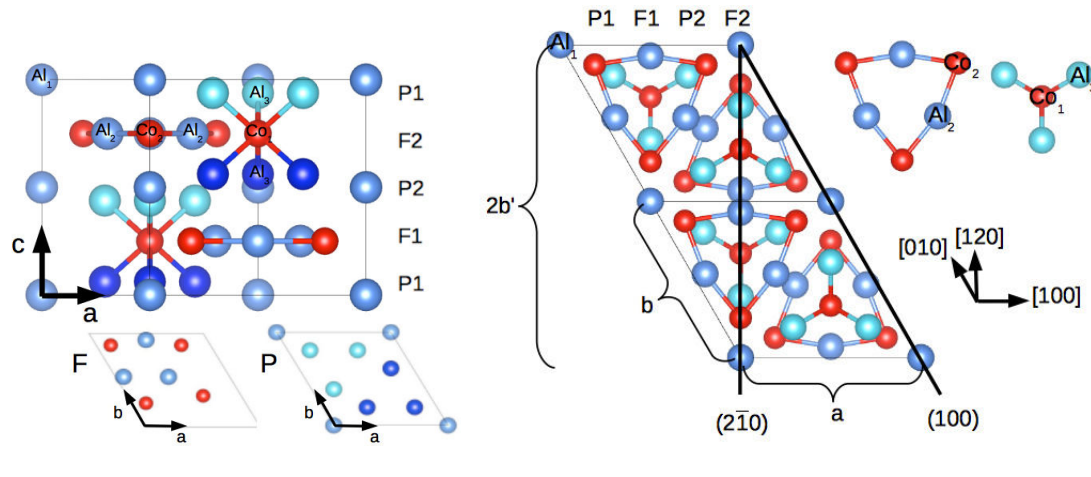 Al1
Al3
P1
Al2
Co2
Al2
Co
F2
Al3
P2
F1
P1
c
a
F
b
a
P
b
a
P1 F1 P2 F2
Al1
2b'
b
a
(21̄0)
(100)
Co2
Al2
Al
Co1
[010]
[120]
[100]